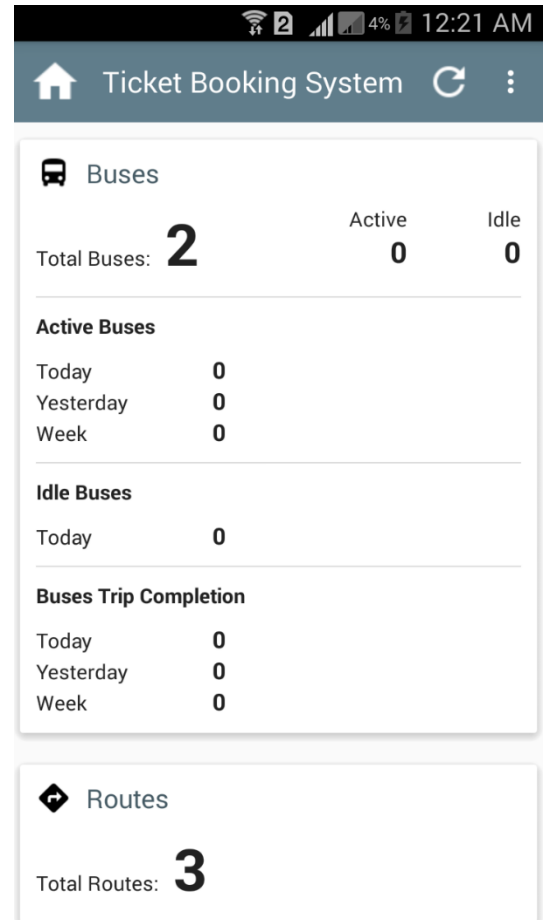 2 4% 12:21 AM
Ticket Booking System
Buses
Active Idle
Total Buses: 2 0 0
Active Buses
Today 0
Yesterday 0
Week 0
Idle Buses
Today 0
Buses Trip Completion
Today 0
Yesterday 0
Week 0
Routes
Total Routes: 3